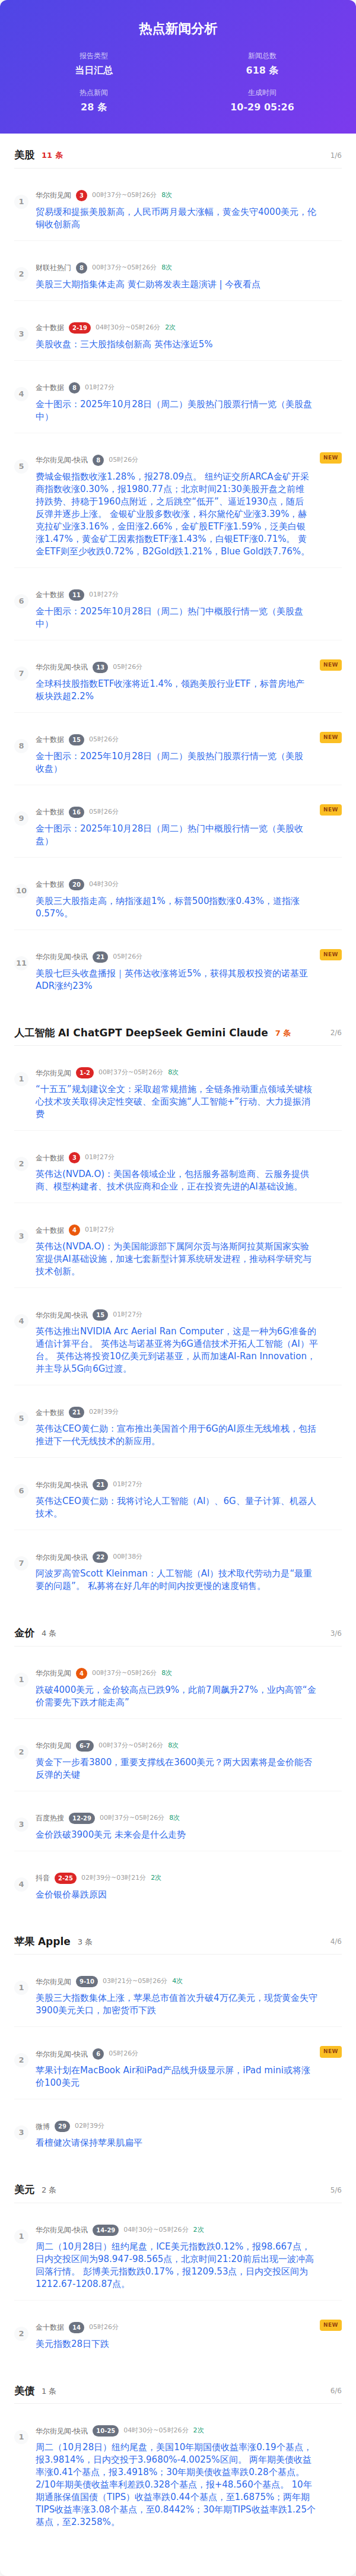 热点新闻分析
报告类型
当日汇总
新闻总数
618 条
热点新闻
28 条
生成时间
10-29 05:26
美股 11 条 1/6
1
华尔街见闻 3 00时37分~05时26分 8次
贸易缓和提振美股新高，人民币两月最大涨幅，黄金失守4000美元，伦
铜收创新高
2
财联社热门 8 00时37分~05时26分 8次
美股三大期指集体走高 黄仁勋将发表主题演讲 | 今夜看点
3
金十数据 2-19 04时30分~05时26分 2次
美股收盘：三大股指续创新高 英伟达涨近5%
4
金十数据 8 01时27分
金十图示：2025年10月28日（周二）美股热门股票行情一览（美股盘
中）
5
华尔街见闻-快讯 8 05时26分 NEW
费城金银指数收涨1.28%，报278.09点。 纽约证交所ARCA金矿开采
商指数收涨0.30%，报1980.77点；北京时间21:30美股开盘之前维
持跌势、持稳于1960点附近，之后跳空“低开”、逼近1930点，随后
反弹并逐步上涨。 金银矿业股多数收涨，科尔黛伦矿业涨3.39%，赫
克拉矿业涨3.16%，金田涨2.66%，金矿股ETF涨1.59%，泛美白银
涨1.47%，黄金矿工因素指数ETF涨1.43%，白银ETF涨0.71%。 黄
金ETF则至少收跌0.72%，B2Gold跌1.21%，Blue Gold跌7.76%。
6
金十数据 11 01时27分
金十图示：2025年10月28日（周二）热门中概股行情一览（美股盘
中）
7
华尔街见闻-快讯 13 05时26分 NEW
全球科技股指数ETF收涨将近1.4%，领跑美股行业ETF，标普房地产
板块跌超2.2%
8
金十数据 15 05时26分 NEW
金十图示：2025年10月28日（周二）美股热门股票行情一览（美股
收盘）
9
金十数据 16 05时26分 NEW
金十图示：2025年10月28日（周二）热门中概股行情一览（美股收
盘）
10
金十数据 20 04时30分
美股三大股指走高，纳指涨超1%，标普500指数涨0.43%，道指涨
0.57%。
11
华尔街见闻-快讯 21 05时26分 NEW
美股七巨头收盘播报｜英伟达收涨将近5%，获得其股权投资的诺基亚
ADR涨约23%
人工智能 AI ChatGPT DeepSeek Gemini Claude 7 条 2/6
1
华尔街见闻 1-2 00时37分~05时26分 8次
“十五五”规划建议全文：采取超常规措施，全链条推动重点领域关键核
心技术攻关取得决定性突破、全面实施“人工智能+”行动、大力提振消
费
2
金十数据 3 01时27分
英伟达(NVDA.O)：美国各领域企业，包括服务器制造商、云服务提供
商、模型构建者、技术供应商和企业，正在投资先进的AI基础设施。
3
金十数据 4 01时27分
英伟达(NVDA.O)：为美国能源部下属阿尔贡与洛斯阿拉莫斯国家实验
室提供AI基础设施，加速七套新型计算系统研发进程，推动科学研究与
技术创新。
4
华尔街见闻-快讯 15 01时27分
英伟达推出NVIDIA Arc Aerial Ran Computer，这是一种为6G准备的
通信计算平台。 英伟达与诺基亚将为6G通信技术开拓人工智能（AI）平
台。 英伟达将投资10亿美元到诺基亚，从而加速AI-Ran Innovation，
并主导从5G向6G过渡。
5
金十数据 21 02时39分
英伟达CEO黄仁勋：宣布推出美国首个用于6G的AI原生无线堆栈，包括
推进下一代无线技术的新应用。
6
华尔街见闻-快讯 21 01时27分
英伟达CEO黄仁勋：我将讨论人工智能（AI）、6G、量子计算、机器人
技术。
7
华尔街见闻-快讯 22 00时38分
阿波罗高管Scott Kleinman：人工智能（AI）技术取代劳动力是“最重
要的问题”。 私募将在好几年的时间内按更慢的速度销售。
金价 4 条 3/6
1
华尔街见闻 4 00时37分~05时26分 8次
跌破4000美元，金价较高点已跌9%，此前7周飙升27%，业内高管“金
价需要先下跌才能走高”
2
华尔街见闻 6-7 00时37分~05时26分 8次
黄金下一步看3800，重要支撑线在3600美元？两大因素将是金价能否
反弹的关键
3
百度热搜 12-29 00时37分~05时26分 8次
金价跌破3900美元 未来会是什么走势
4
抖音 2-25 02时39分~03时21分 2次
金价银价暴跌原因
苹果 Apple 3 条 4/6
1
华尔街见闻 9-10 03时21分~05时26分 4次
美股三大指数集体上涨，苹果总市值首次升破4万亿美元，现货黄金失守
3900美元关口，加密货币下跌
2
华尔街见闻-快讯 6 05时26分 NEW
苹果计划在MacBook Air和iPad产品线升级显示屏，iPad mini或将涨
价100美元
3
微博 29 02时39分
看檀健次请保持苹果肌扁平
美元 2 条 5/6
1
华尔街见闻-快讯 14-29 04时30分~05时26分 2次
周二（10月28日）纽约尾盘，ICE美元指数跌0.12%，报98.667点，
日内交投区间为98.947-98.565点，北京时间21:20前后出现一波冲高
回落行情。 彭博美元指数跌0.17%，报1209.53点，日内交投区间为
1212.67-1208.87点。
2
金十数据 14 05时26分 NEW
美元指数28日下跌
美债 1 条 6/6
1
华尔街见闻-快讯 10-25 04时30分~05时26分 2次
周二（10月28日）纽约尾盘，美国10年期国债收益率涨0.19个基点，
报3.9814%，日内交投于3.9680%-4.0025%区间。 两年期美债收益
率涨0.41个基点，报3.4918%；30年期美债收益率跌0.28个基点。
2/10年期美债收益率利差跌0.328个基点，报+48.560个基点。 10年
期通胀保值国债（TIPS）收益率跌0.44个基点，至1.6875%；两年期
TIPS收益率涨3.08个基点，至0.8442%；30年期TIPS收益率跌1.25个
基点，至2.3258%。